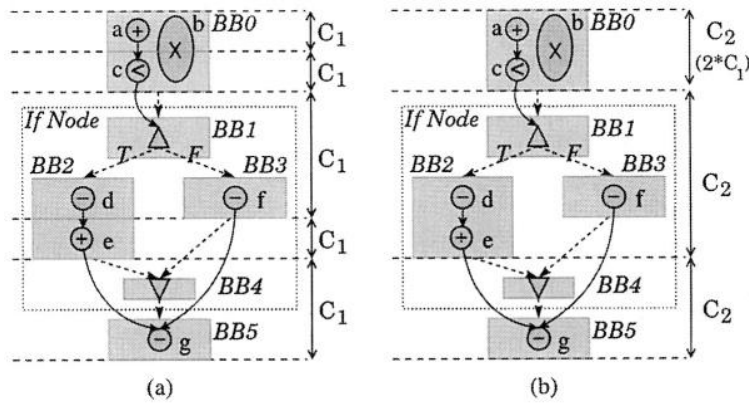 a + b BB0 C1
X
c < C1
If Node BB1 C1
T F
BB2 BB3
− d − f
+ e C1
BB4 C1
BB5
− g
(a)
a + b BB0 C2
X (2*C1)
c <
If Node BB1 C2
T F
BB2 BB3
− d − f
+ e
BB4 C2
BB5
− g
(b)